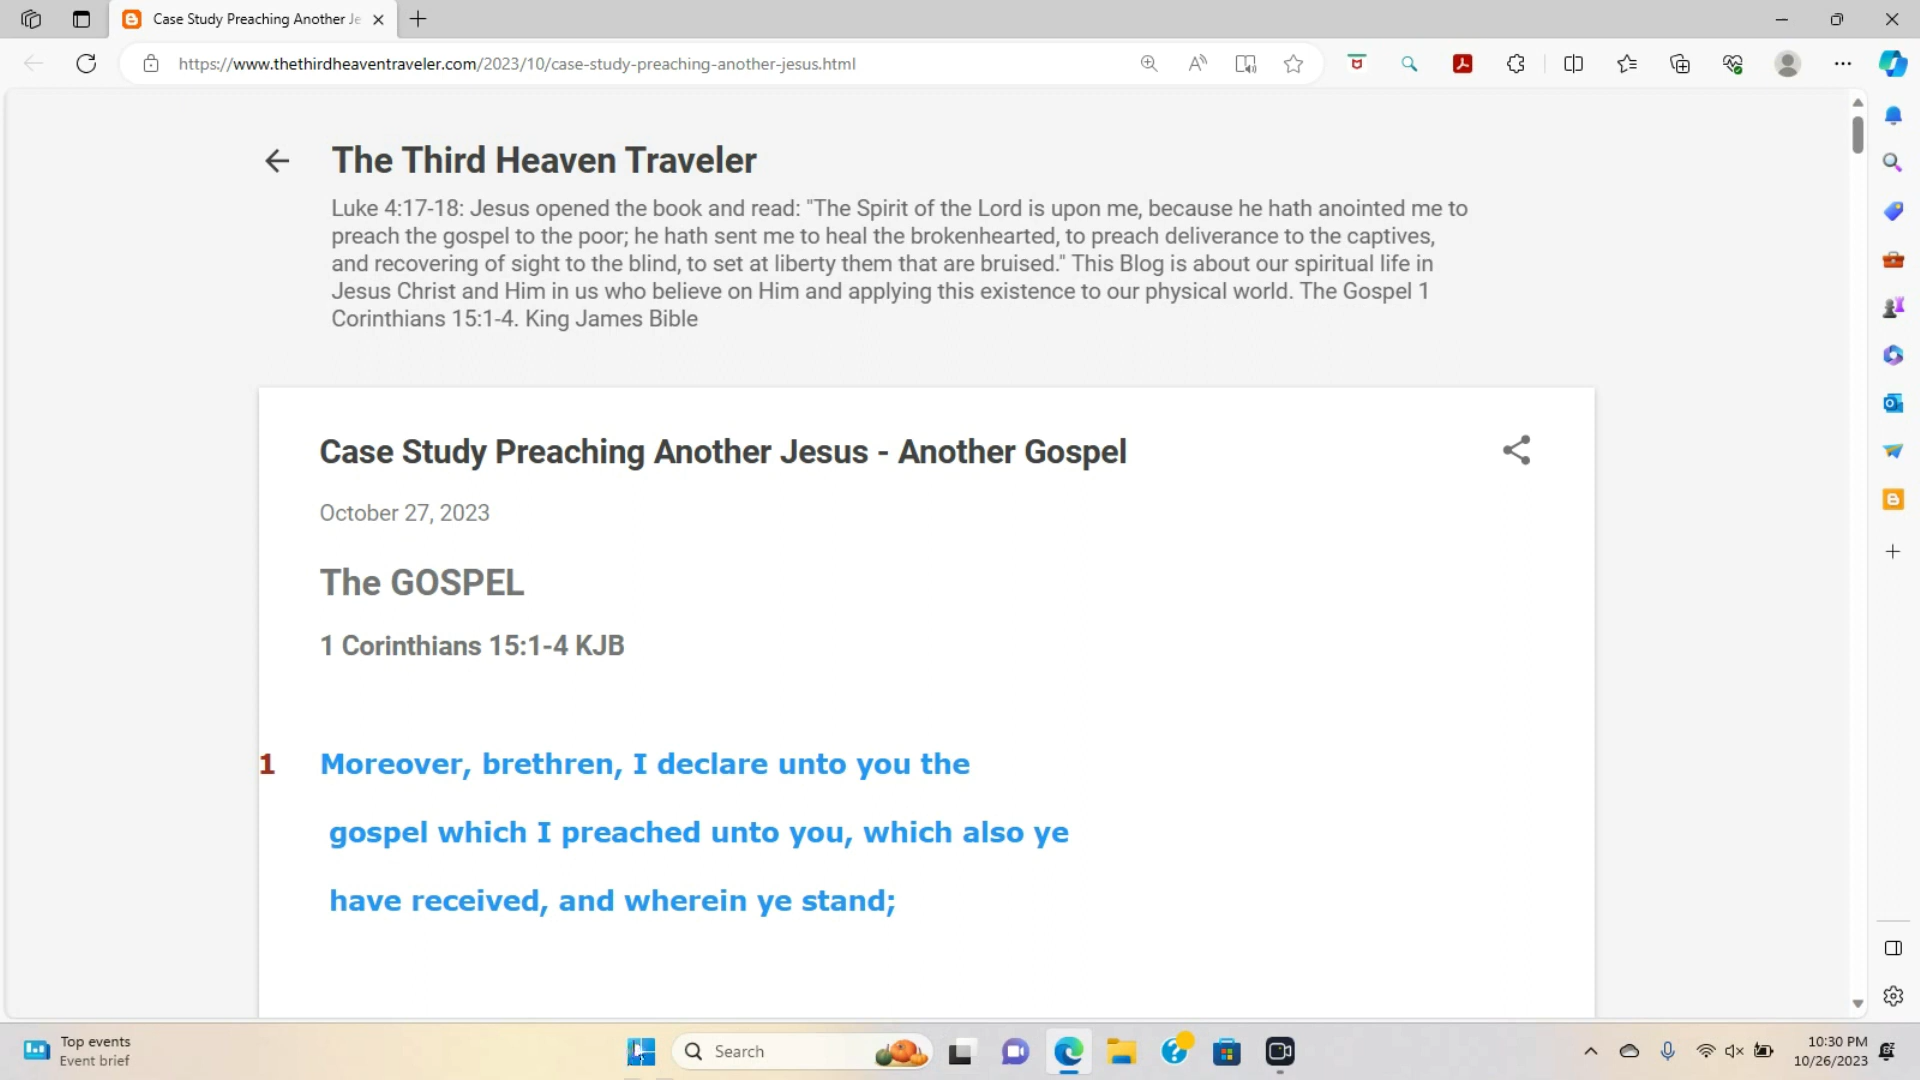 Case Study Preaching Another Je
https://www.thethirdheaventraveler.com/2023/10/case-study-preaching-another-jesus.html
The Third Heaven Traveler
Luke 4:17-18: Jesus opened the book and read: "The Spirit of the Lord is upon me, because he hath anointed me to
preach the gospel to the poor; he hath sent me to heal the brokenhearted, to preach deliverance to the captives,
and recovering of sight to the blind, to set at liberty them that are bruised." This Blog is about our spiritual life in
Jesus Christ and Him in us who believe on Him and applying this existence to our physical world. The Gospel 1
Corinthians 15:1-4. King James Bible
Case Study Preaching Another Jesus - Another Gospel
October 27, 2023
The GOSPEL
1 Corinthians 15:1-4 KJB
1 Moreover, brethren, I declare unto you the
gospel which I preached unto you, which also ye
have received, and wherein ye stand;
Top events
Event brief
Search
10:30 PM
10/26/2023